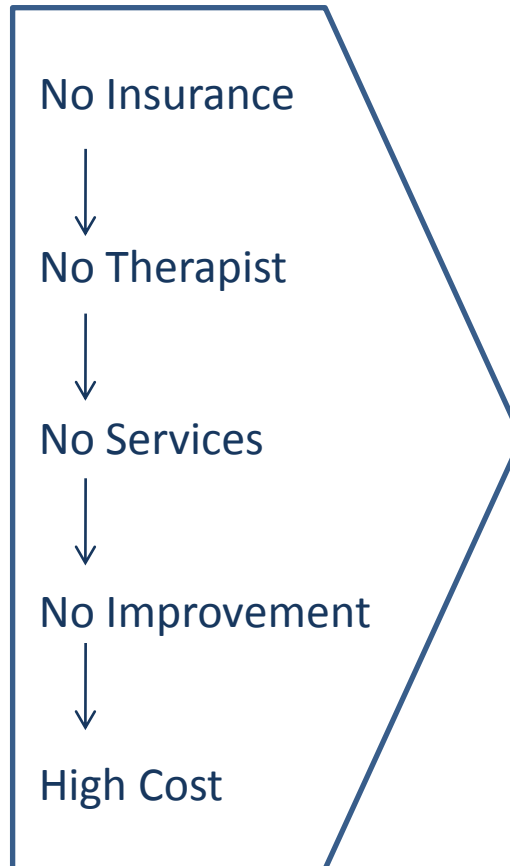 No Insurance
No Therapist
No Services
No Improvement
High Cost